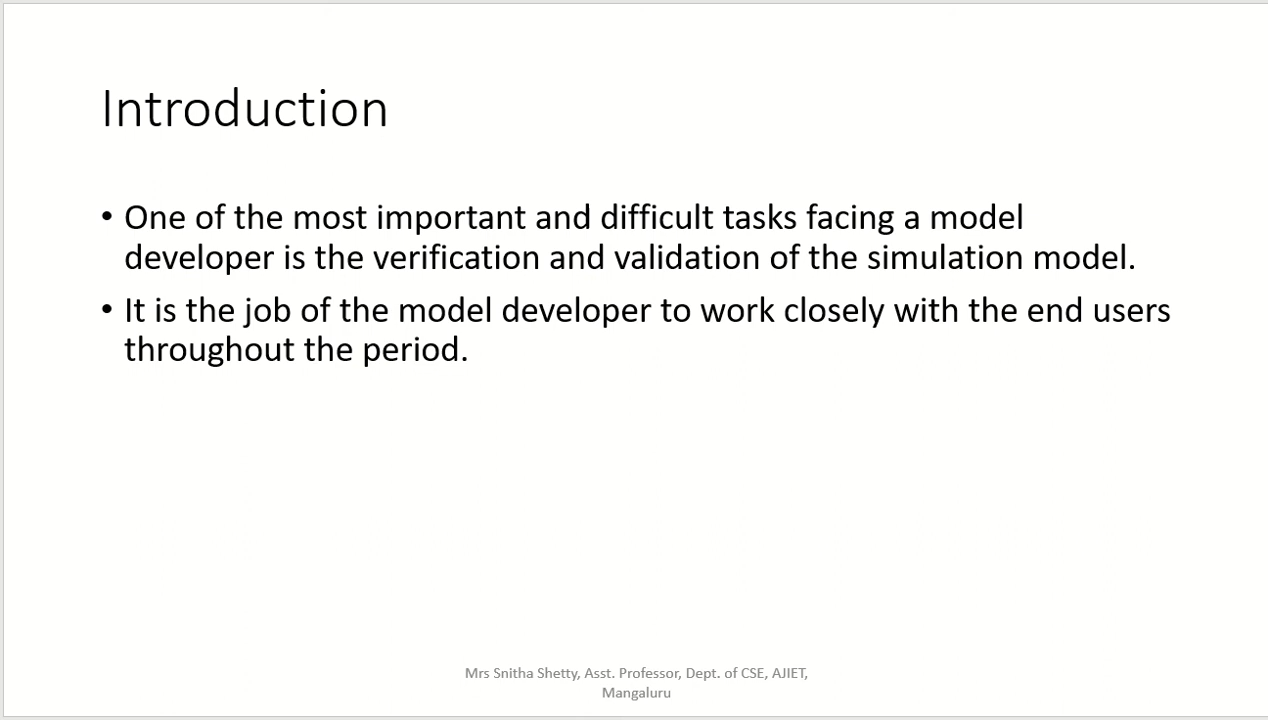 Introduction
• One of the most important and difficult tasks facing a model
developer is the verification and validation of the simulation model.
• It is the job of the model developer to work closely with the end users
throughout the period.
Mrs Snitha Shetty, Asst. Professor, Dept. of CSE, AJIET,
Mangaluru